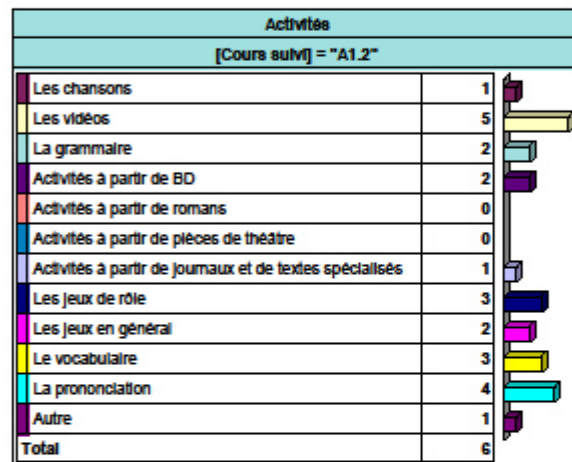 Activités
[Cours suivi] = "A1.2"
Les chansons 1
Les vidéos 5
La grammaire 2
Activités à partir de BD 2
Activités à partir de romans 0
Activités à partir de pièces de théâtre 0
Activités à partir de journaux et de textes spécialisés 1
Les jeux de rôle 3
Les jeux en général 2
Le vocabulaire 3
La prononciation 4
Autre 1
Total 6